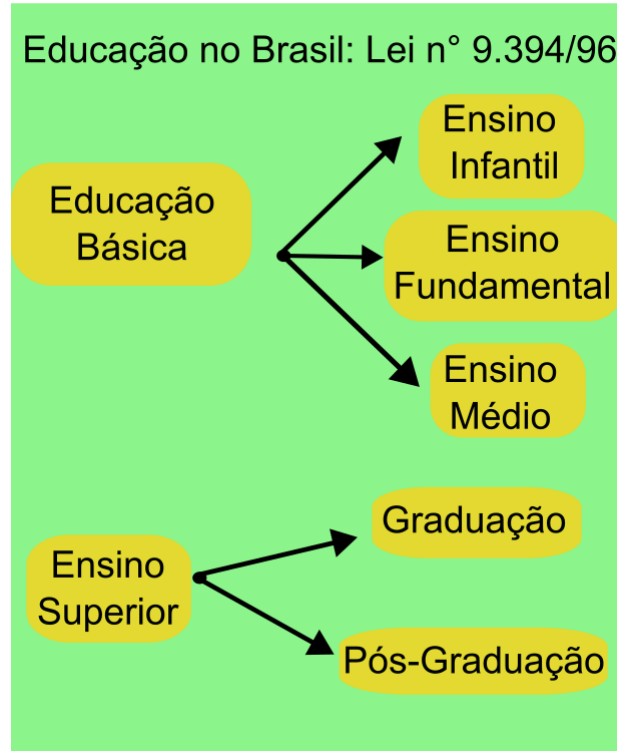 Educação no Brasil: Lei n° 9.394/96
Educação
Básica
Ensino
Infantil
Ensino
Fundamental
Ensino
Médio
Ensino
Superior
Graduação
Pós-Graduação